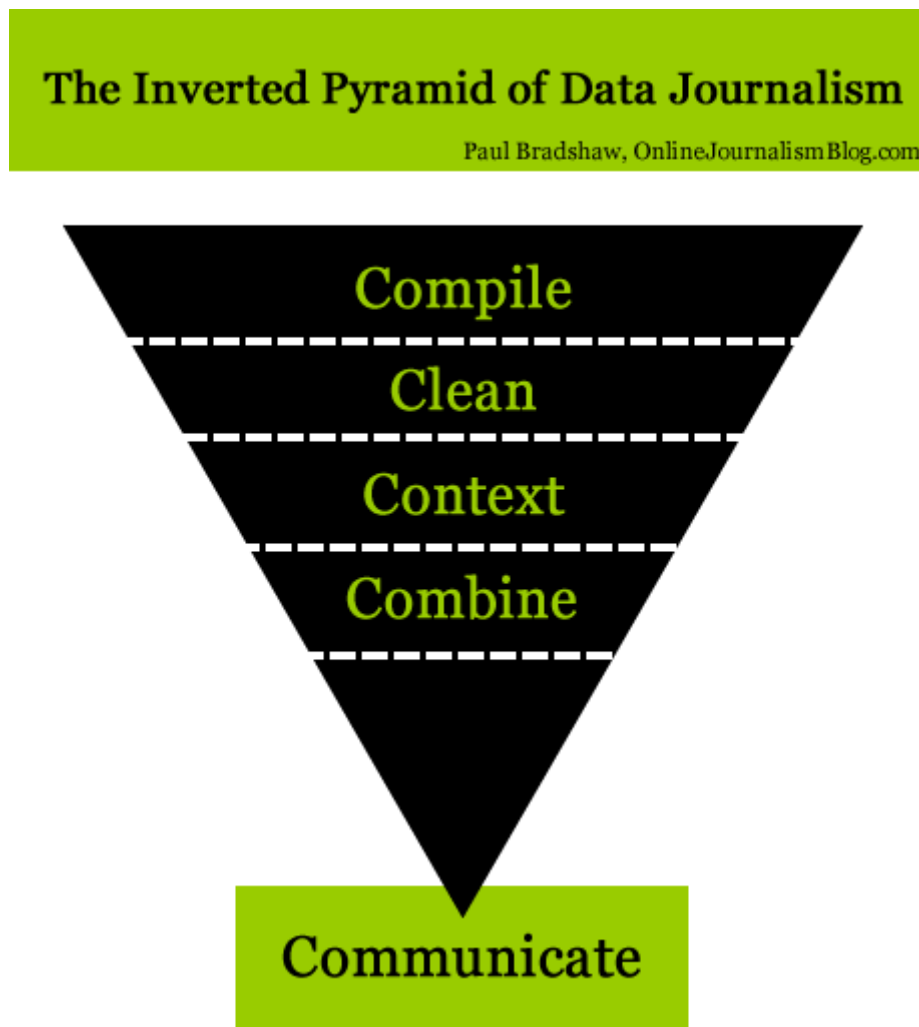 The Inverted Pyramid of Data Journalism
Paul Bradshaw, OnlineJournalismBlog.com
Compile
Clean
Context
Combine
Communicate